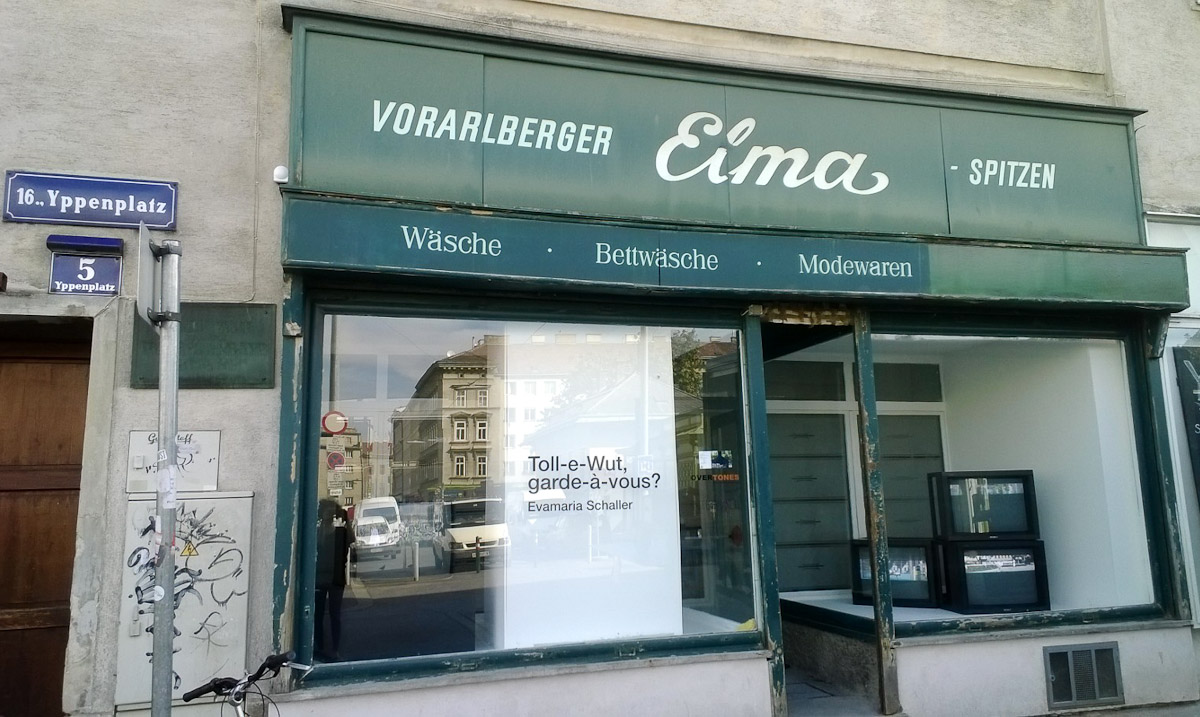 VORARLBERGER Elma - SPITZEN
Wäsche · Bettwäsche · Modewaren
16., Yppenplatz
5
Yppenplatz
Toll-e-Wut,
garde-à-vous?
Evamaria Schaller
OVERTONES